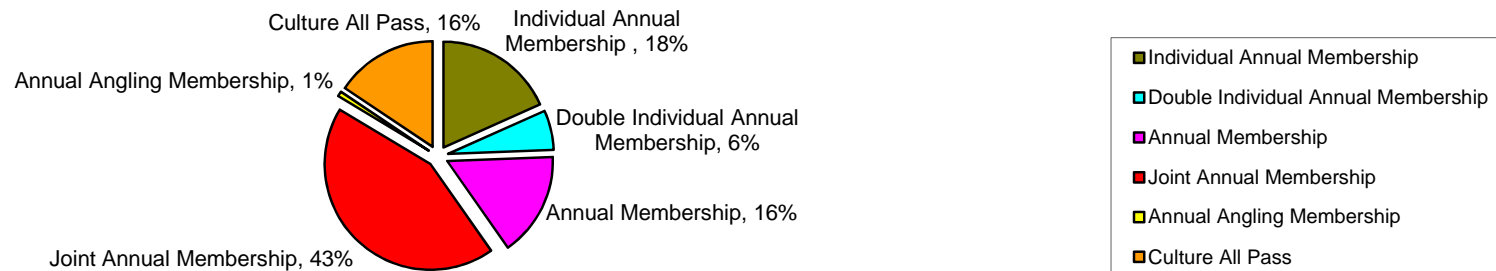 Culture All Pass, 16%
Individual Annual
Membership , 18%
Annual Angling Membership, 1%
Double Individual Annual
Membership, 6%
Annual Membership, 16%
Joint Annual Membership, 43%
Individual Annual Membership
Double Individual Annual Membership
Annual Membership
Joint Annual Membership
Annual Angling Membership
Culture All Pass